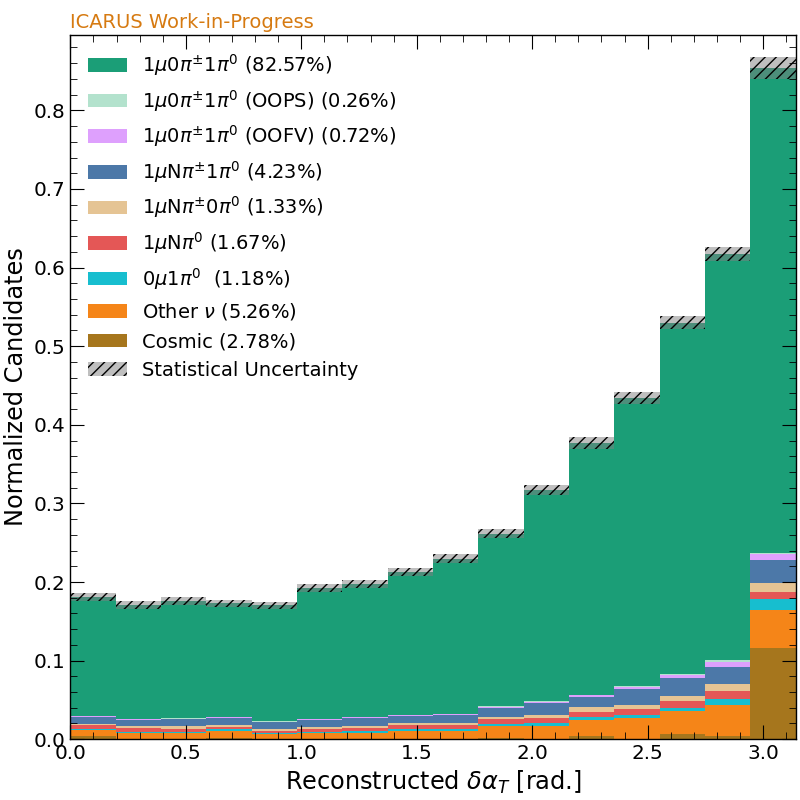 ICARUS Work-in-Progress
1μ0π±1π⁰ (82.57%)
1μ0π±1π⁰ (OOPS) (0.26%)
1μ0π±1π⁰ (OOFV) (0.72%)
1μNπ±1π⁰ (4.23%)
1μNπ±0π⁰ (1.33%)
1μNπ⁰ (1.67%)
0μ1π⁰ (1.18%)
Other ν (5.26%)
Cosmic (2.78%)
Statistical Uncertainty
Normalized Candidates
0.8
0.7
0.6
0.5
0.4
0.3
0.2
0.1
0.0
0.0 0.5 1.0 1.5 2.0 2.5 3.0
Reconstructed δα_T [rad.]